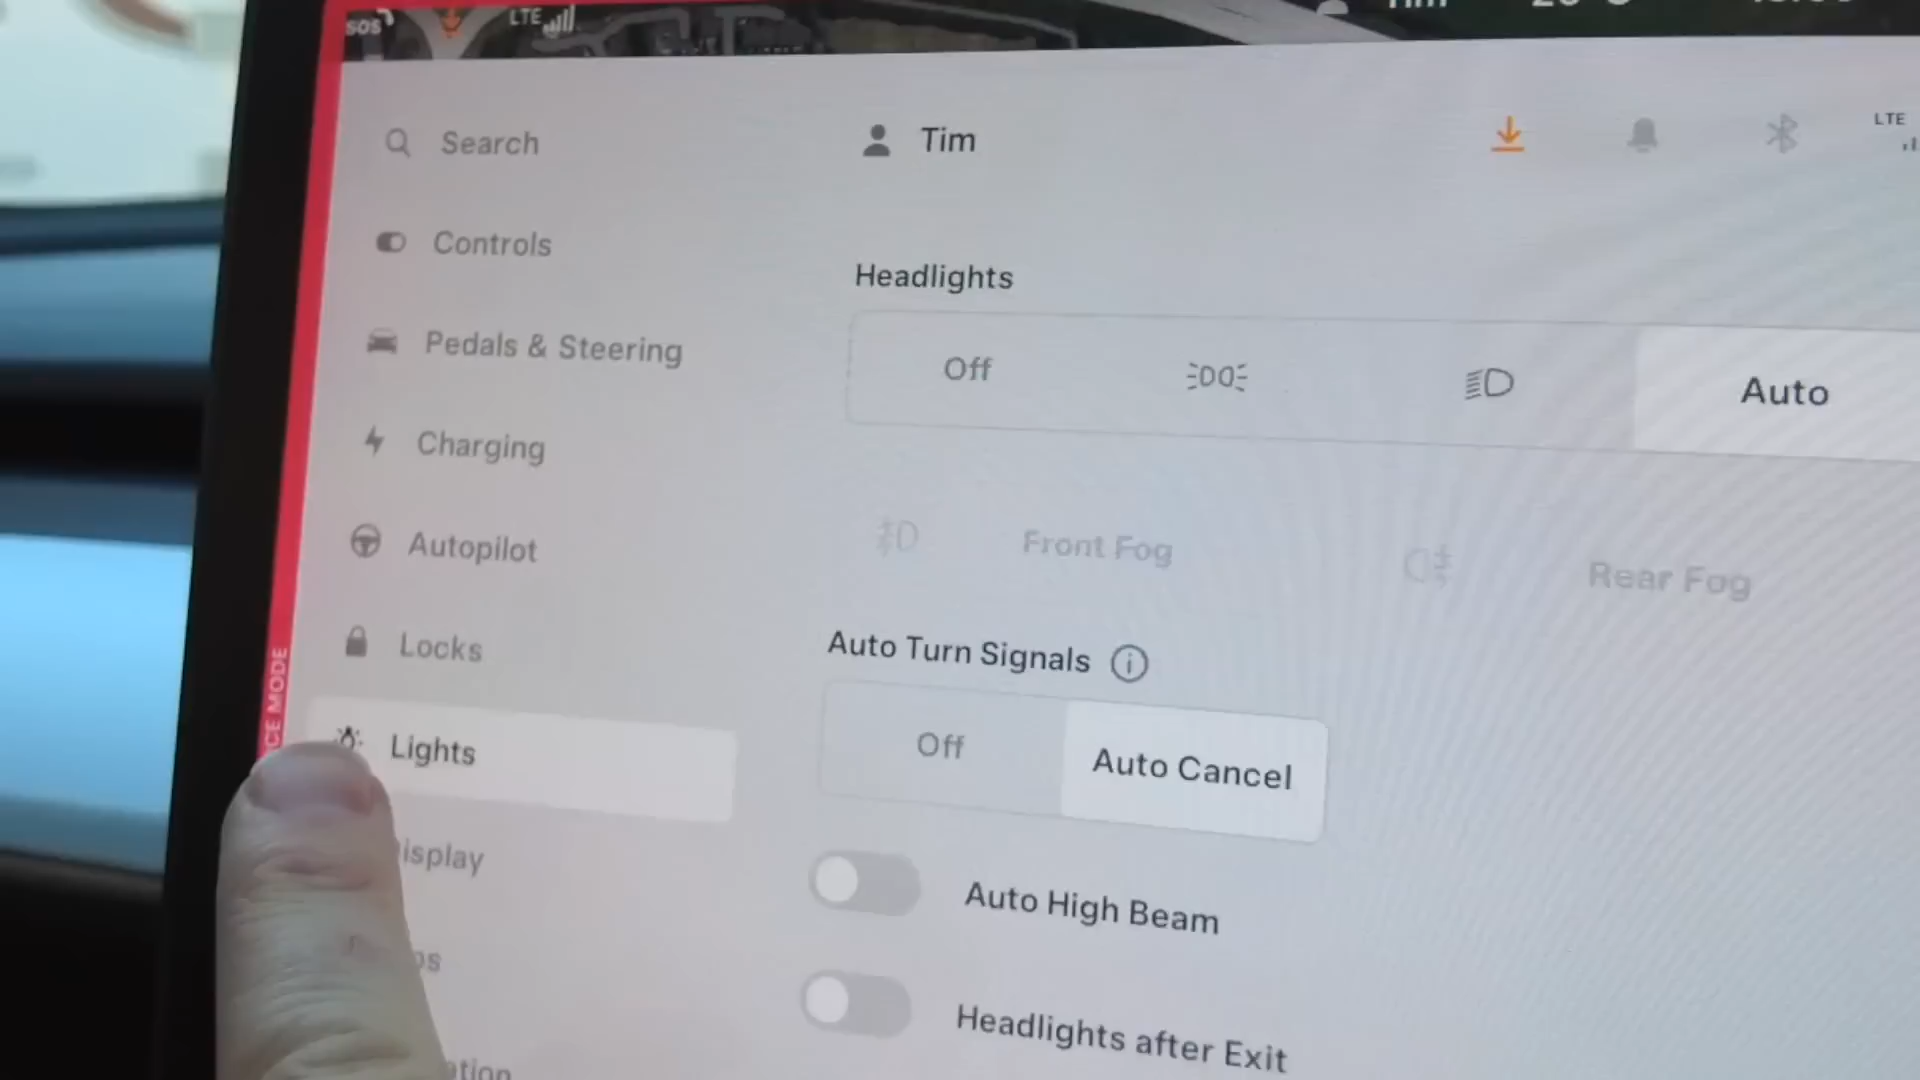 SOS
LTE
Search
Tim
LTE
Controls
Headlights
Pedals & Steering
Off
Auto
Charging
Front Fog
Rear Fog
Autopilot
Locks
Auto Turn Signals
MODE
Lights
Off
Auto Cancel
Auto High Beam
Headlights after Exit